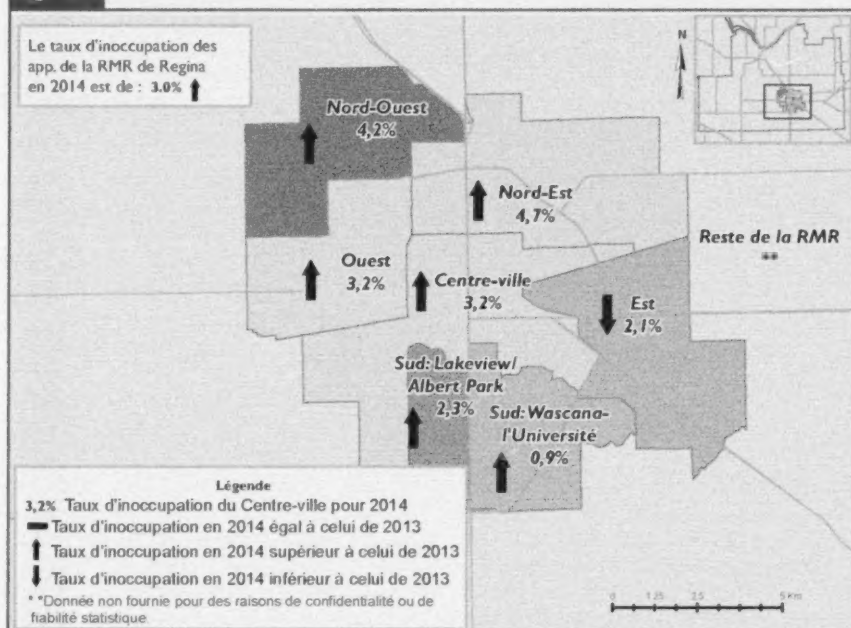 Le taux d'inoccupation des
app. de la RMR de Regina
en 2014 est de : 3.0%
N
Nord-Ouest
4,2%
Nord-Est
4,7%
Reste de la RMR
**
Ouest
3,2%
Centre-ville
3,2%
Est
2,1%
Sud: Lakeview/
Albert Park
2,3%
Sud: Wascana-
l'Université
0,9%
Légende
3,2% Taux d'inoccupation du Centre-ville pour 2014
Taux d'inoccupation en 2014 égal à celui de 2013
Taux d'inoccupation en 2014 supérieur à celui de 2013
Taux d'inoccupation en 2014 inférieur à celui de 2013
**Donnée non fournie pour des raisons de confidentialité ou de
fiabilité statistique
0 1.25 2.5 5 Km